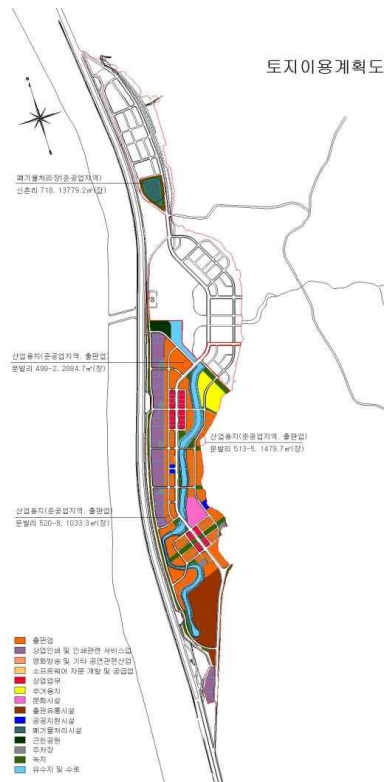 토지이용계획도
폐기물처리장(준공업지역)
신촌리 718, 13779.2㎡(장)
산업용지(준공업지역, 출판업)
문발리 499-2, 2084.7㎡(장)
산업용지(준공업지역, 출판업)
문발리 513-5, 1479.7㎡(장)
산업용지(준공업지역, 출판업)
문발리 520-8, 1033.3㎡(장)
출판업
상업인쇄 및 인쇄관련 서비스업
영화방송 및 기타 공연관련산업
소프트웨어 자문 개발 및 공급업
상업업무
주거용지
문화시설
출판유통시설
공공지원시설
폐기물처리시설
근린공원
주차장
녹지
유수지 및 수로